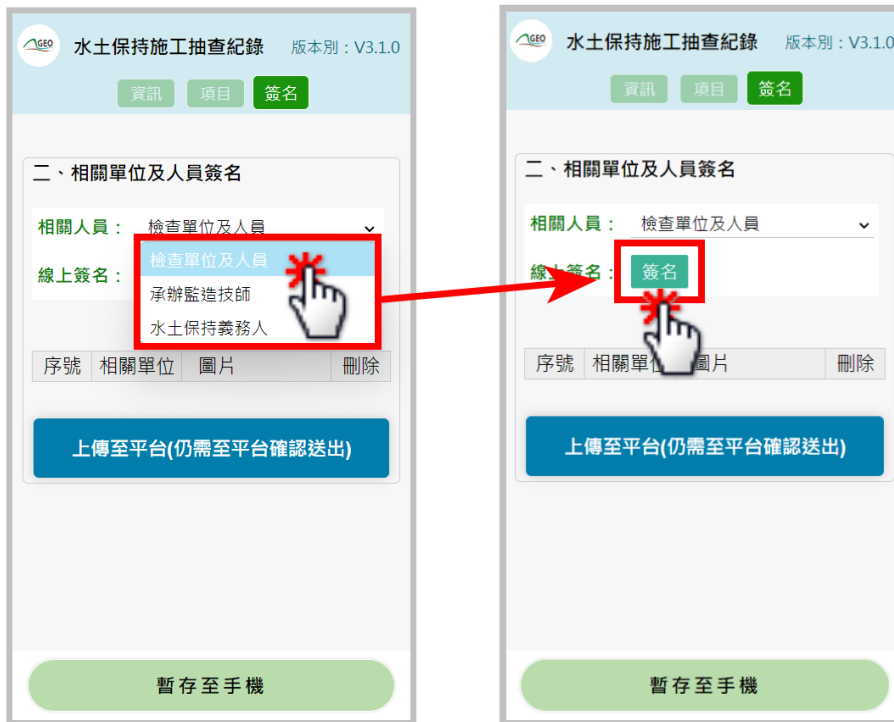 GEO 水土保持施工抽查紀錄 版本別：V3.1.0
資訊 項目 簽名
二、相關單位及人員簽名
相關人員： 檢查單位及人員
檢查單位及人員
線上簽名：
承辦監造技師
水土保持義務人
序號 相關單位 圖片 刪除
上傳至平台(仍需至平台確認送出)
暫存至手機
GEO 水土保持施工抽查紀錄 版本別：V3.1.0
資訊 項目 簽名
二、相關單位及人員簽名
相關人員： 檢查單位及人員
線上簽名： 簽名
序號 相關單位 圖片 刪除
上傳至平台(仍需至平台確認送出)
暫存至手機